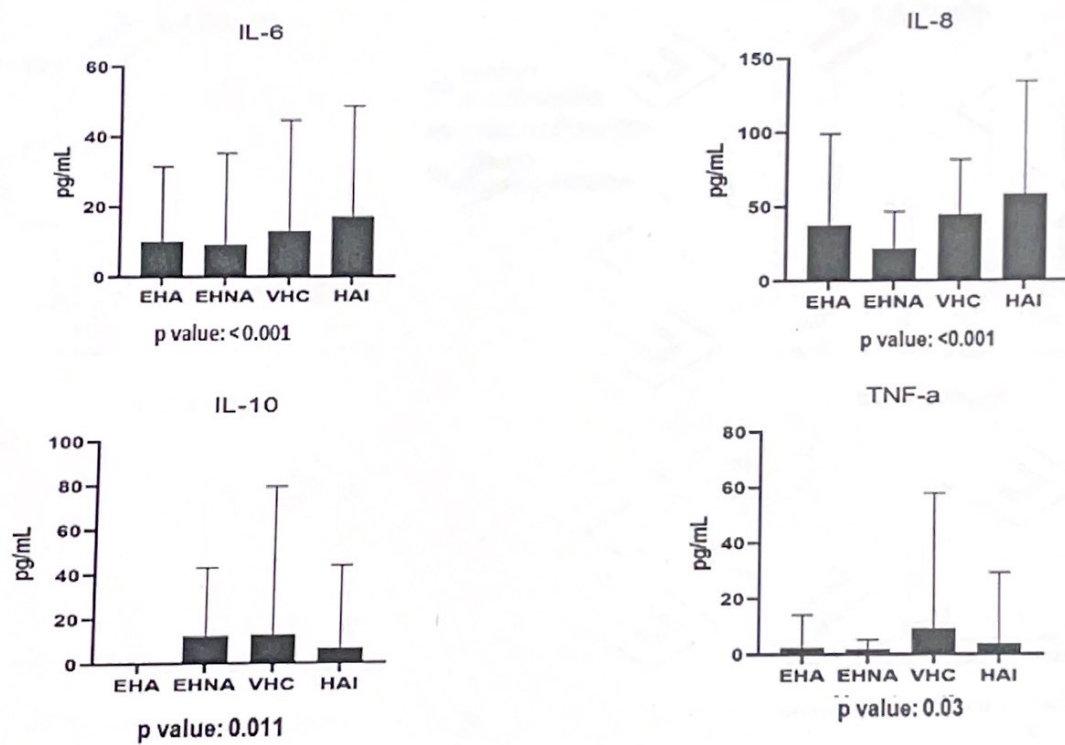 IL-6
60
40
20
0
pg/mL
EHA EHNA VHC HAI
p value: <0.001
IL-8
150
100
50
0
pg/mL
EHA EHNA VHC HAI
p value: <0.001
IL-10
100
80
60
40
20
0
pg/mL
EHA EHNA VHC HAI
p value: 0.011
TNF-a
80
60
40
20
0
pg/mL
EHA EHNA VHC HAI
p value: 0.03